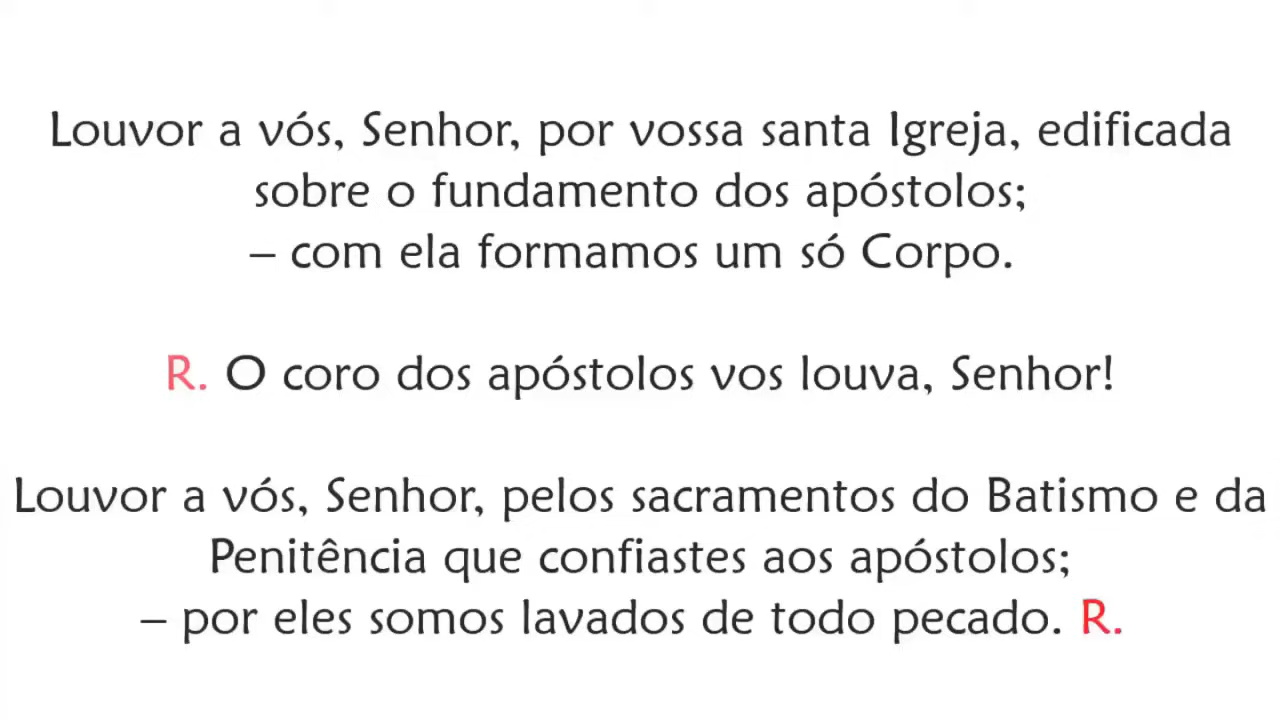 Louvor a vós, Senhor, por vossa santa Igreja, edificada
sobre o fundamento dos apóstolos;
– com ela formamos um só Corpo.
R. O coro dos apóstolos vos louva, Senhor!
Louvor a vós, Senhor, pelos sacramentos do Batismo e da
Penitência que confiastes aos apóstolos;
– por eles somos lavados de todo pecado. R.